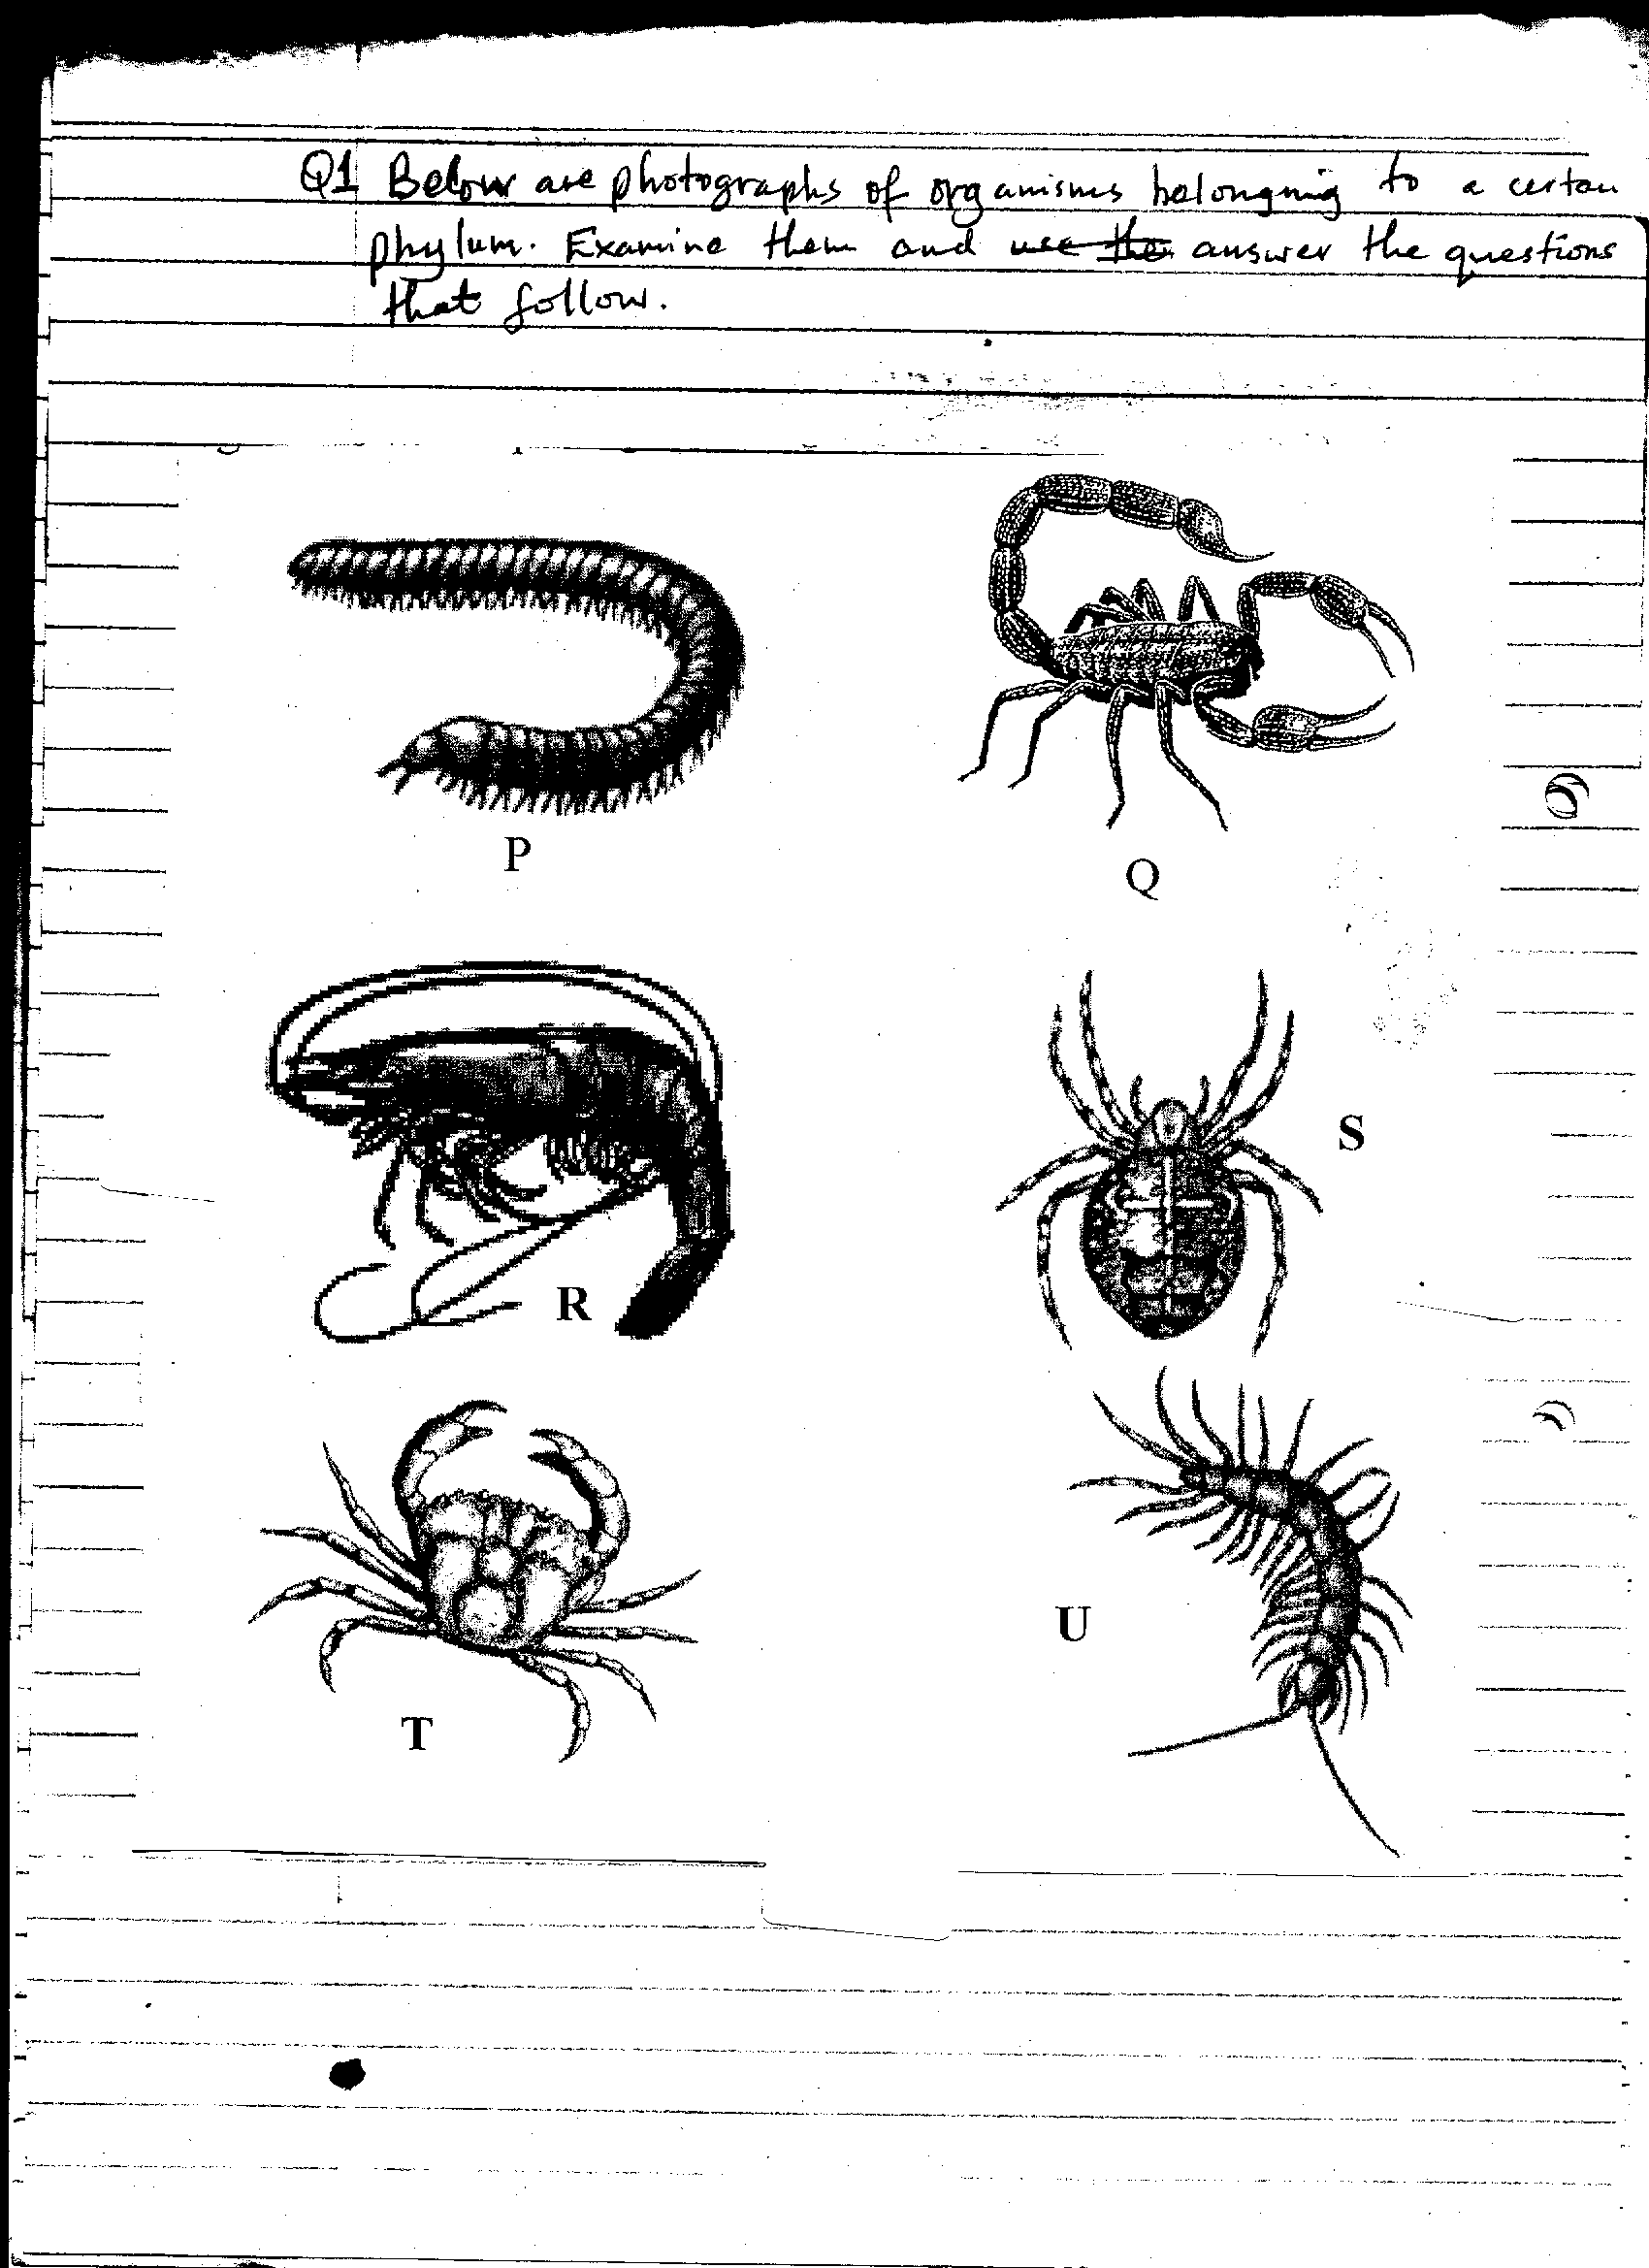 Q1 Below are photographs of organisms belonging to a certain
phylum. Examine them and use the answer the questions
that follow.
P
Q
R
S
T
U